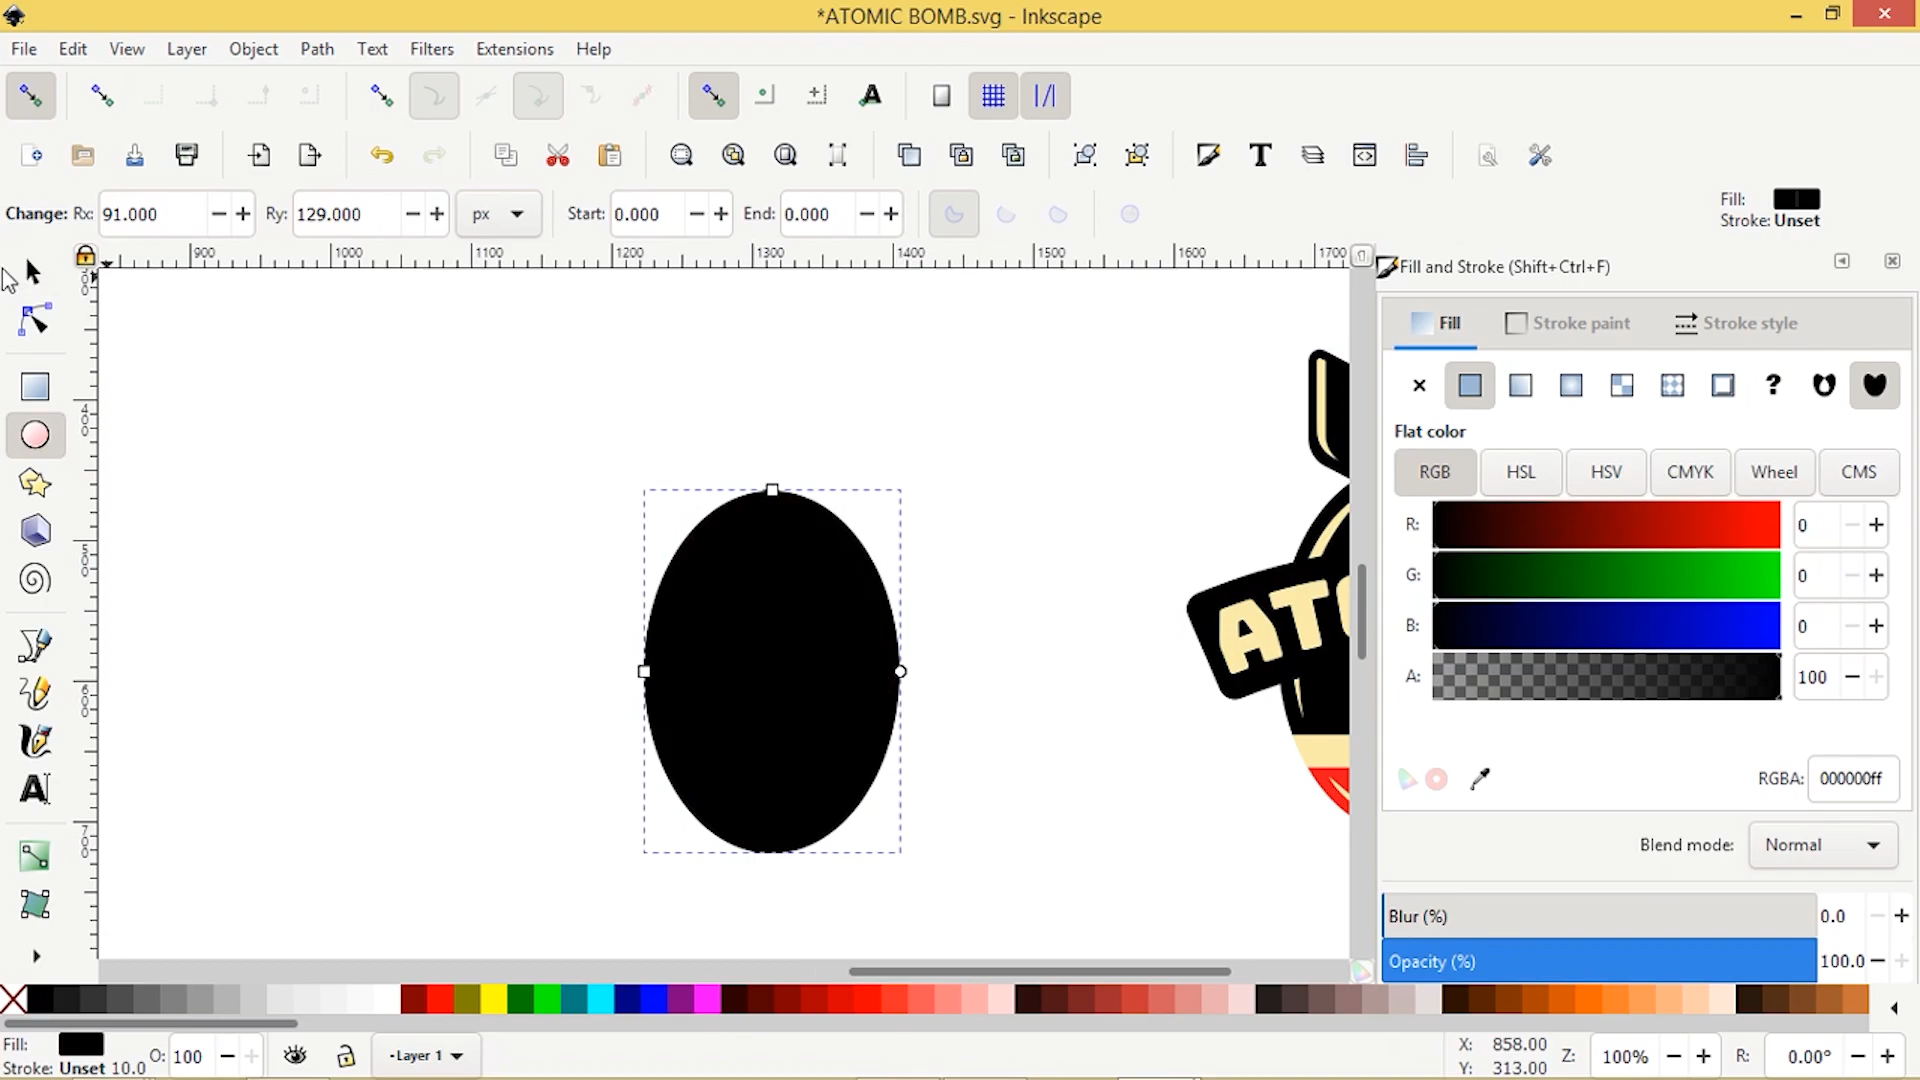 *ATOMIC BOMB.svg - Inkscape
File Edit View Layer Object Path Text Filters Extensions Help
Change: Rx: 91.000 Ry: 129.000 px Start: 0.000 End: 0.000 Fill:
Stroke: Unset
900 1000 1100 1200 1300 1400 1500 1600 1700
Fill and Stroke (Shift+Ctrl+F)
Fill Stroke paint Stroke style
Flat color
RGB HSL HSV CMYK Wheel CMS
R: 0
G: 0
B: 0
A: 100
RGBA: 000000ff
Blend mode: Normal
Blur (%) 0.0
Opacity (%) 100.0
400
500
600
700
ATO
Fill: O: 100 -Layer 1 X: 858.00 Z: 100% R: 0.00°
Stroke: Unset 10.0 Y: 313.00